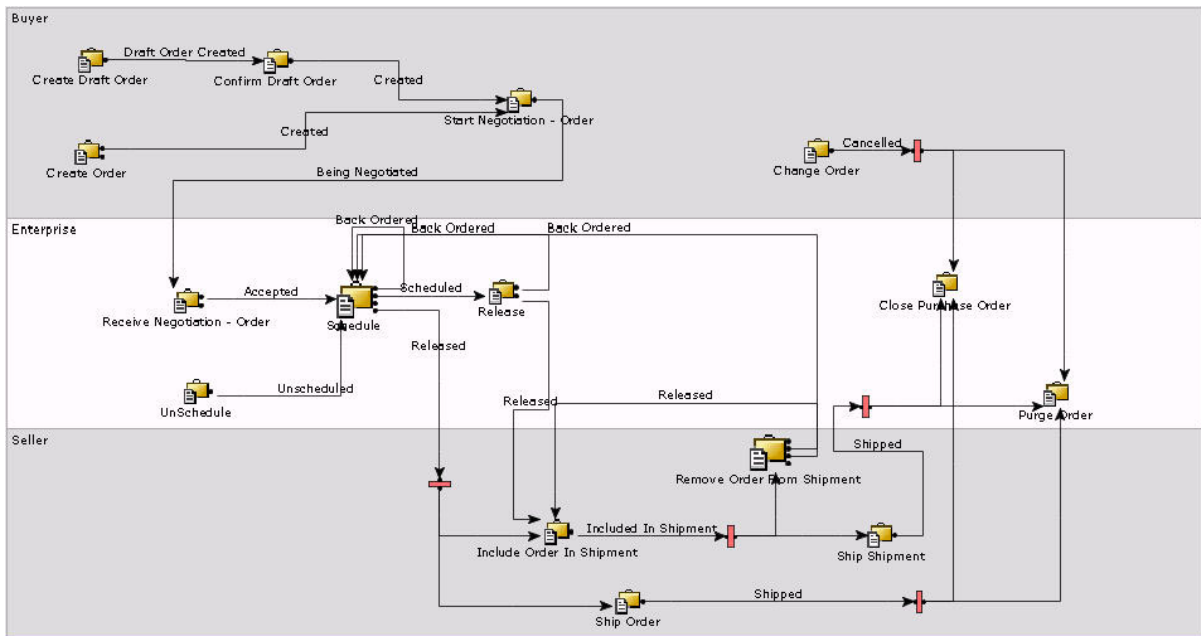 Buyer
Draft Order Created
Create Draft Order
Confirm Draft Order
Created
Start Negotiation - Order
Created
Create Order
Cancelled
Change Order
Being Negotiated
Enterprise
Back Ordered
Back Ordered
Back Ordered
Accepted
Scheduled
Receive Negotiation - Order
Schedule
Release
Close Purchase Order
Released
Unscheduled
UnSchedule
Released
Released
Purge Order
Seller
Shipped
Remove Order From Shipment
Included In Shipment
Include Order In Shipment
Ship Shipment
Shipped
Ship Order